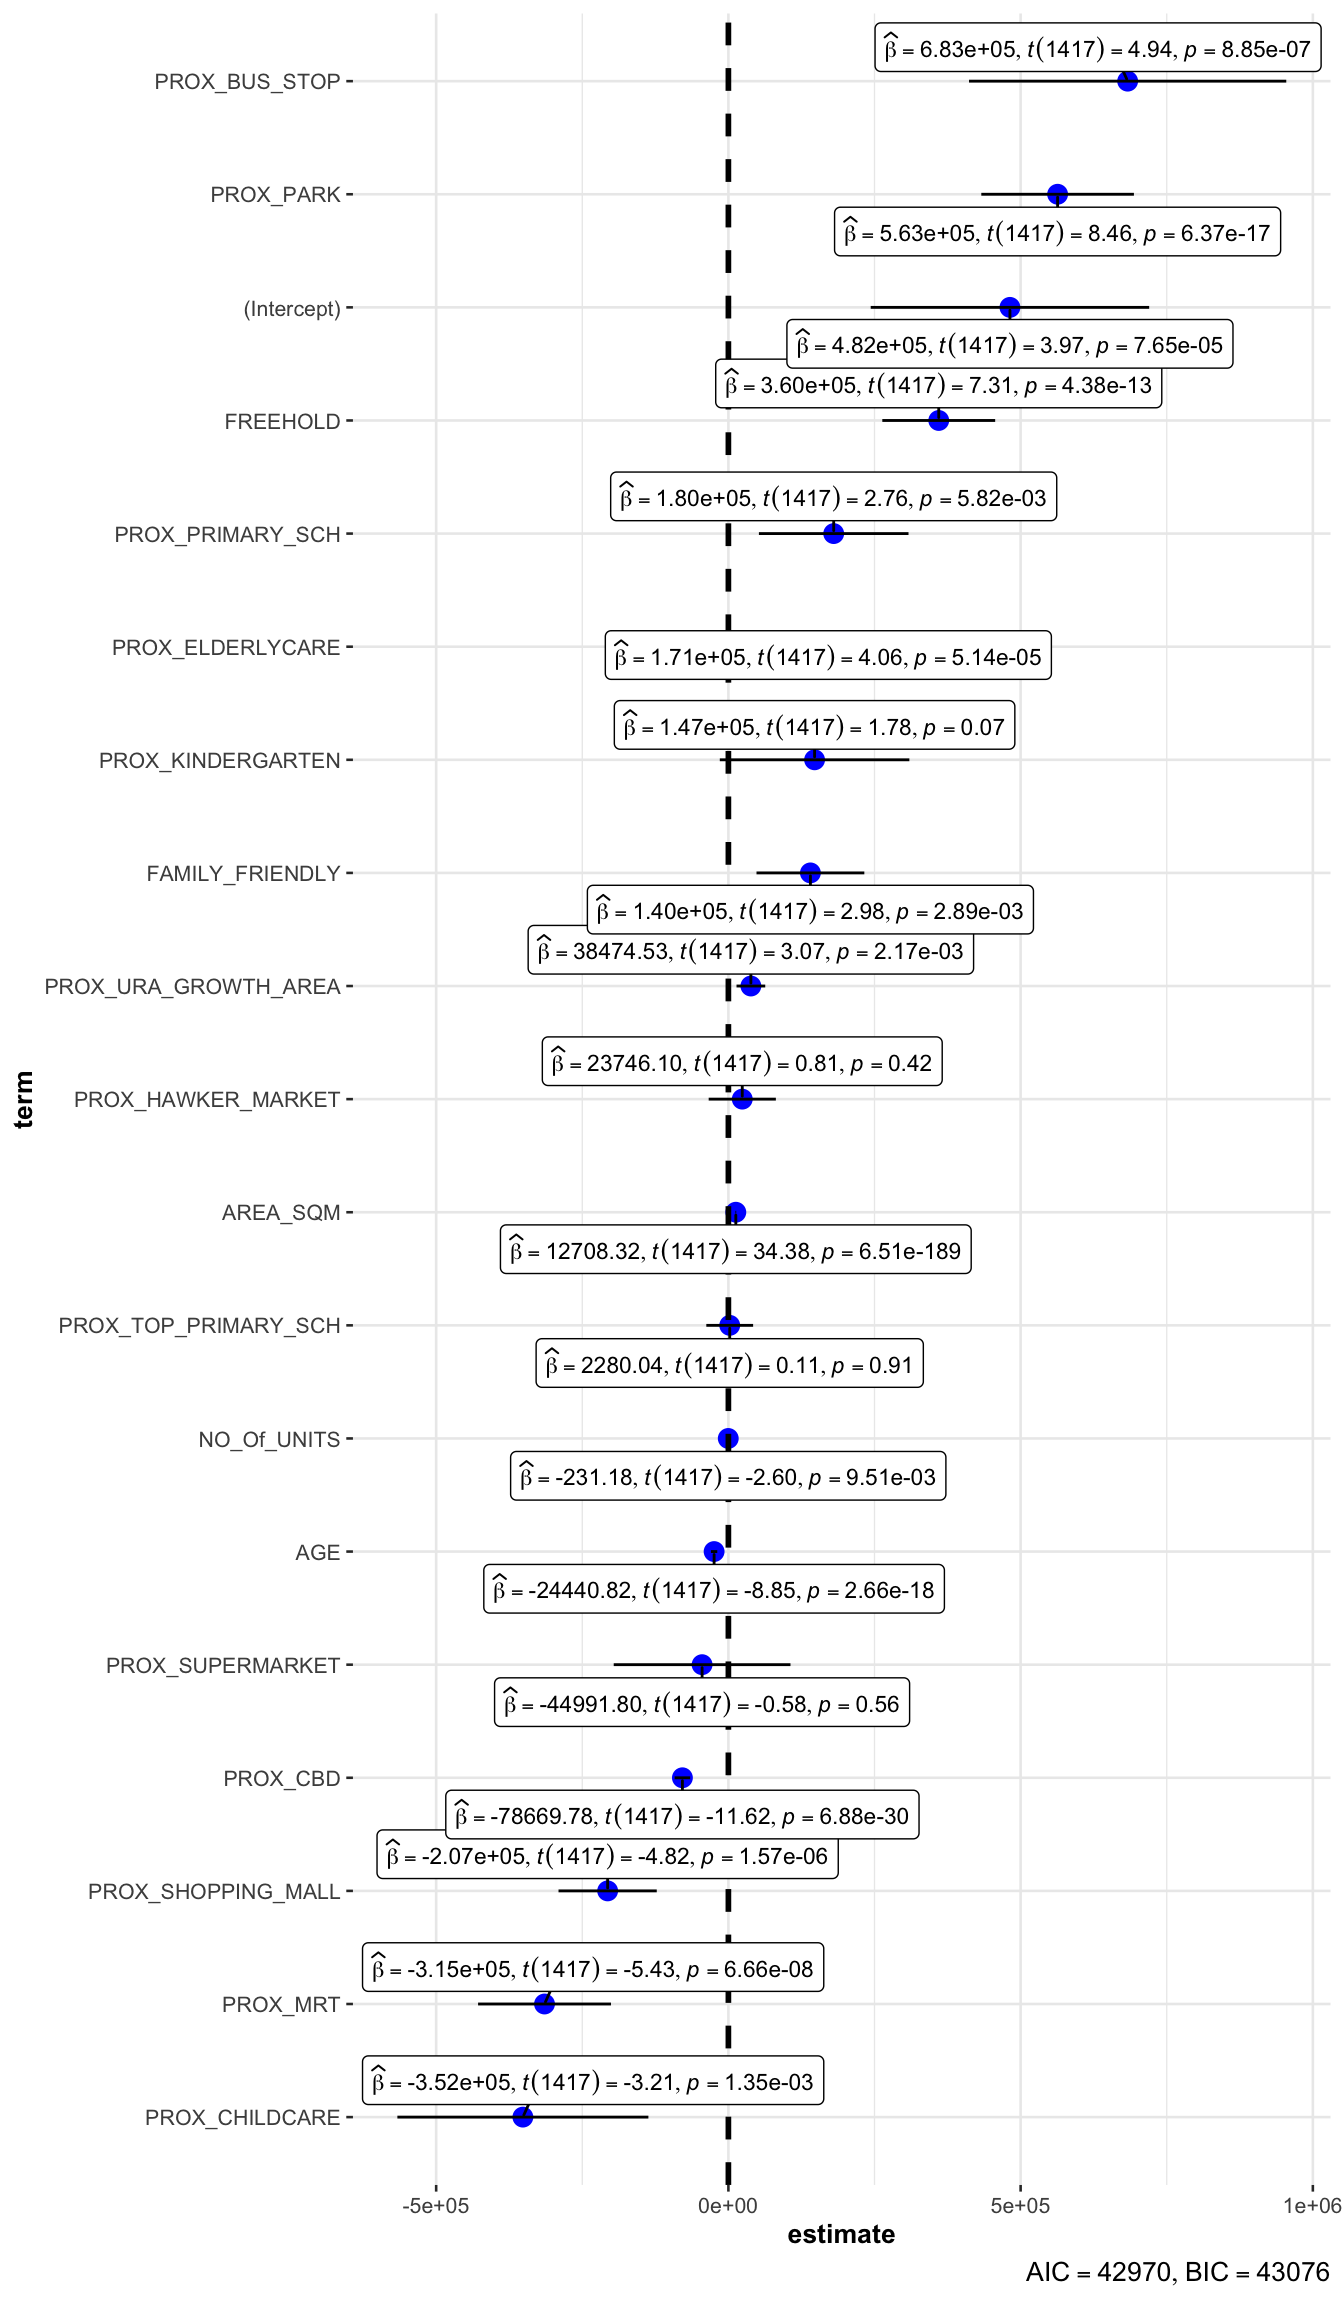 β̂ = 6.83e+05, t(1417) = 4.94, p = 8.85e-07
PROX_BUS_STOP
PROX_PARK
β̂ = 5.63e+05, t(1417) = 8.46, p = 6.37e-17
(Intercept)
β̂ = 4.82e+05, t(1417) = 3.97, p = 7.65e-05
β̂ = 3.60e+05, t(1417) = 7.31, p = 4.38e-13
FREEHOLD
β̂ = 1.80e+05, t(1417) = 2.76, p = 5.82e-03
PROX_PRIMARY_SCH
PROX_ELDERLYCARE
β̂ = 1.71e+05, t(1417) = 4.06, p = 5.14e-05
β̂ = 1.47e+05, t(1417) = 1.78, p = 0.07
PROX_KINDERGARTEN
FAMILY_FRIENDLY
β̂ = 1.40e+05, t(1417) = 2.98, p = 2.89e-03
β̂ = 38474.53, t(1417) = 3.07, p = 2.17e-03
PROX_URA_GROWTH_AREA
β̂ = 23746.10, t(1417) = 0.81, p = 0.42
PROX_HAWKER_MARKET
term
AREA_SQM
β̂ = 12708.32, t(1417) = 34.38, p = 6.51e-189
PROX_TOP_PRIMARY_SCH
β̂ = 2280.04, t(1417) = 0.11, p = 0.91
NO_Of_UNITS
β̂ = -231.18, t(1417) = -2.60, p = 9.51e-03
AGE
β̂ = -24440.82, t(1417) = -8.85, p = 2.66e-18
PROX_SUPERMARKET
β̂ = -44991.80, t(1417) = -0.58, p = 0.56
PROX_CBD
β̂ = -78669.78, t(1417) = -11.62, p = 6.88e-30
β̂ = -2.07e+05, t(1417) = -4.82, p = 1.57e-06
PROX_SHOPPING_MALL
β̂ = -3.15e+05, t(1417) = -5.43, p = 6.66e-08
PROX_MRT
β̂ = -3.52e+05, t(1417) = -3.21, p = 1.35e-03
PROX_CHILDCARE
-5e+05 0e+00 5e+05 1e+06
estimate
AIC = 42970, BIC = 43076